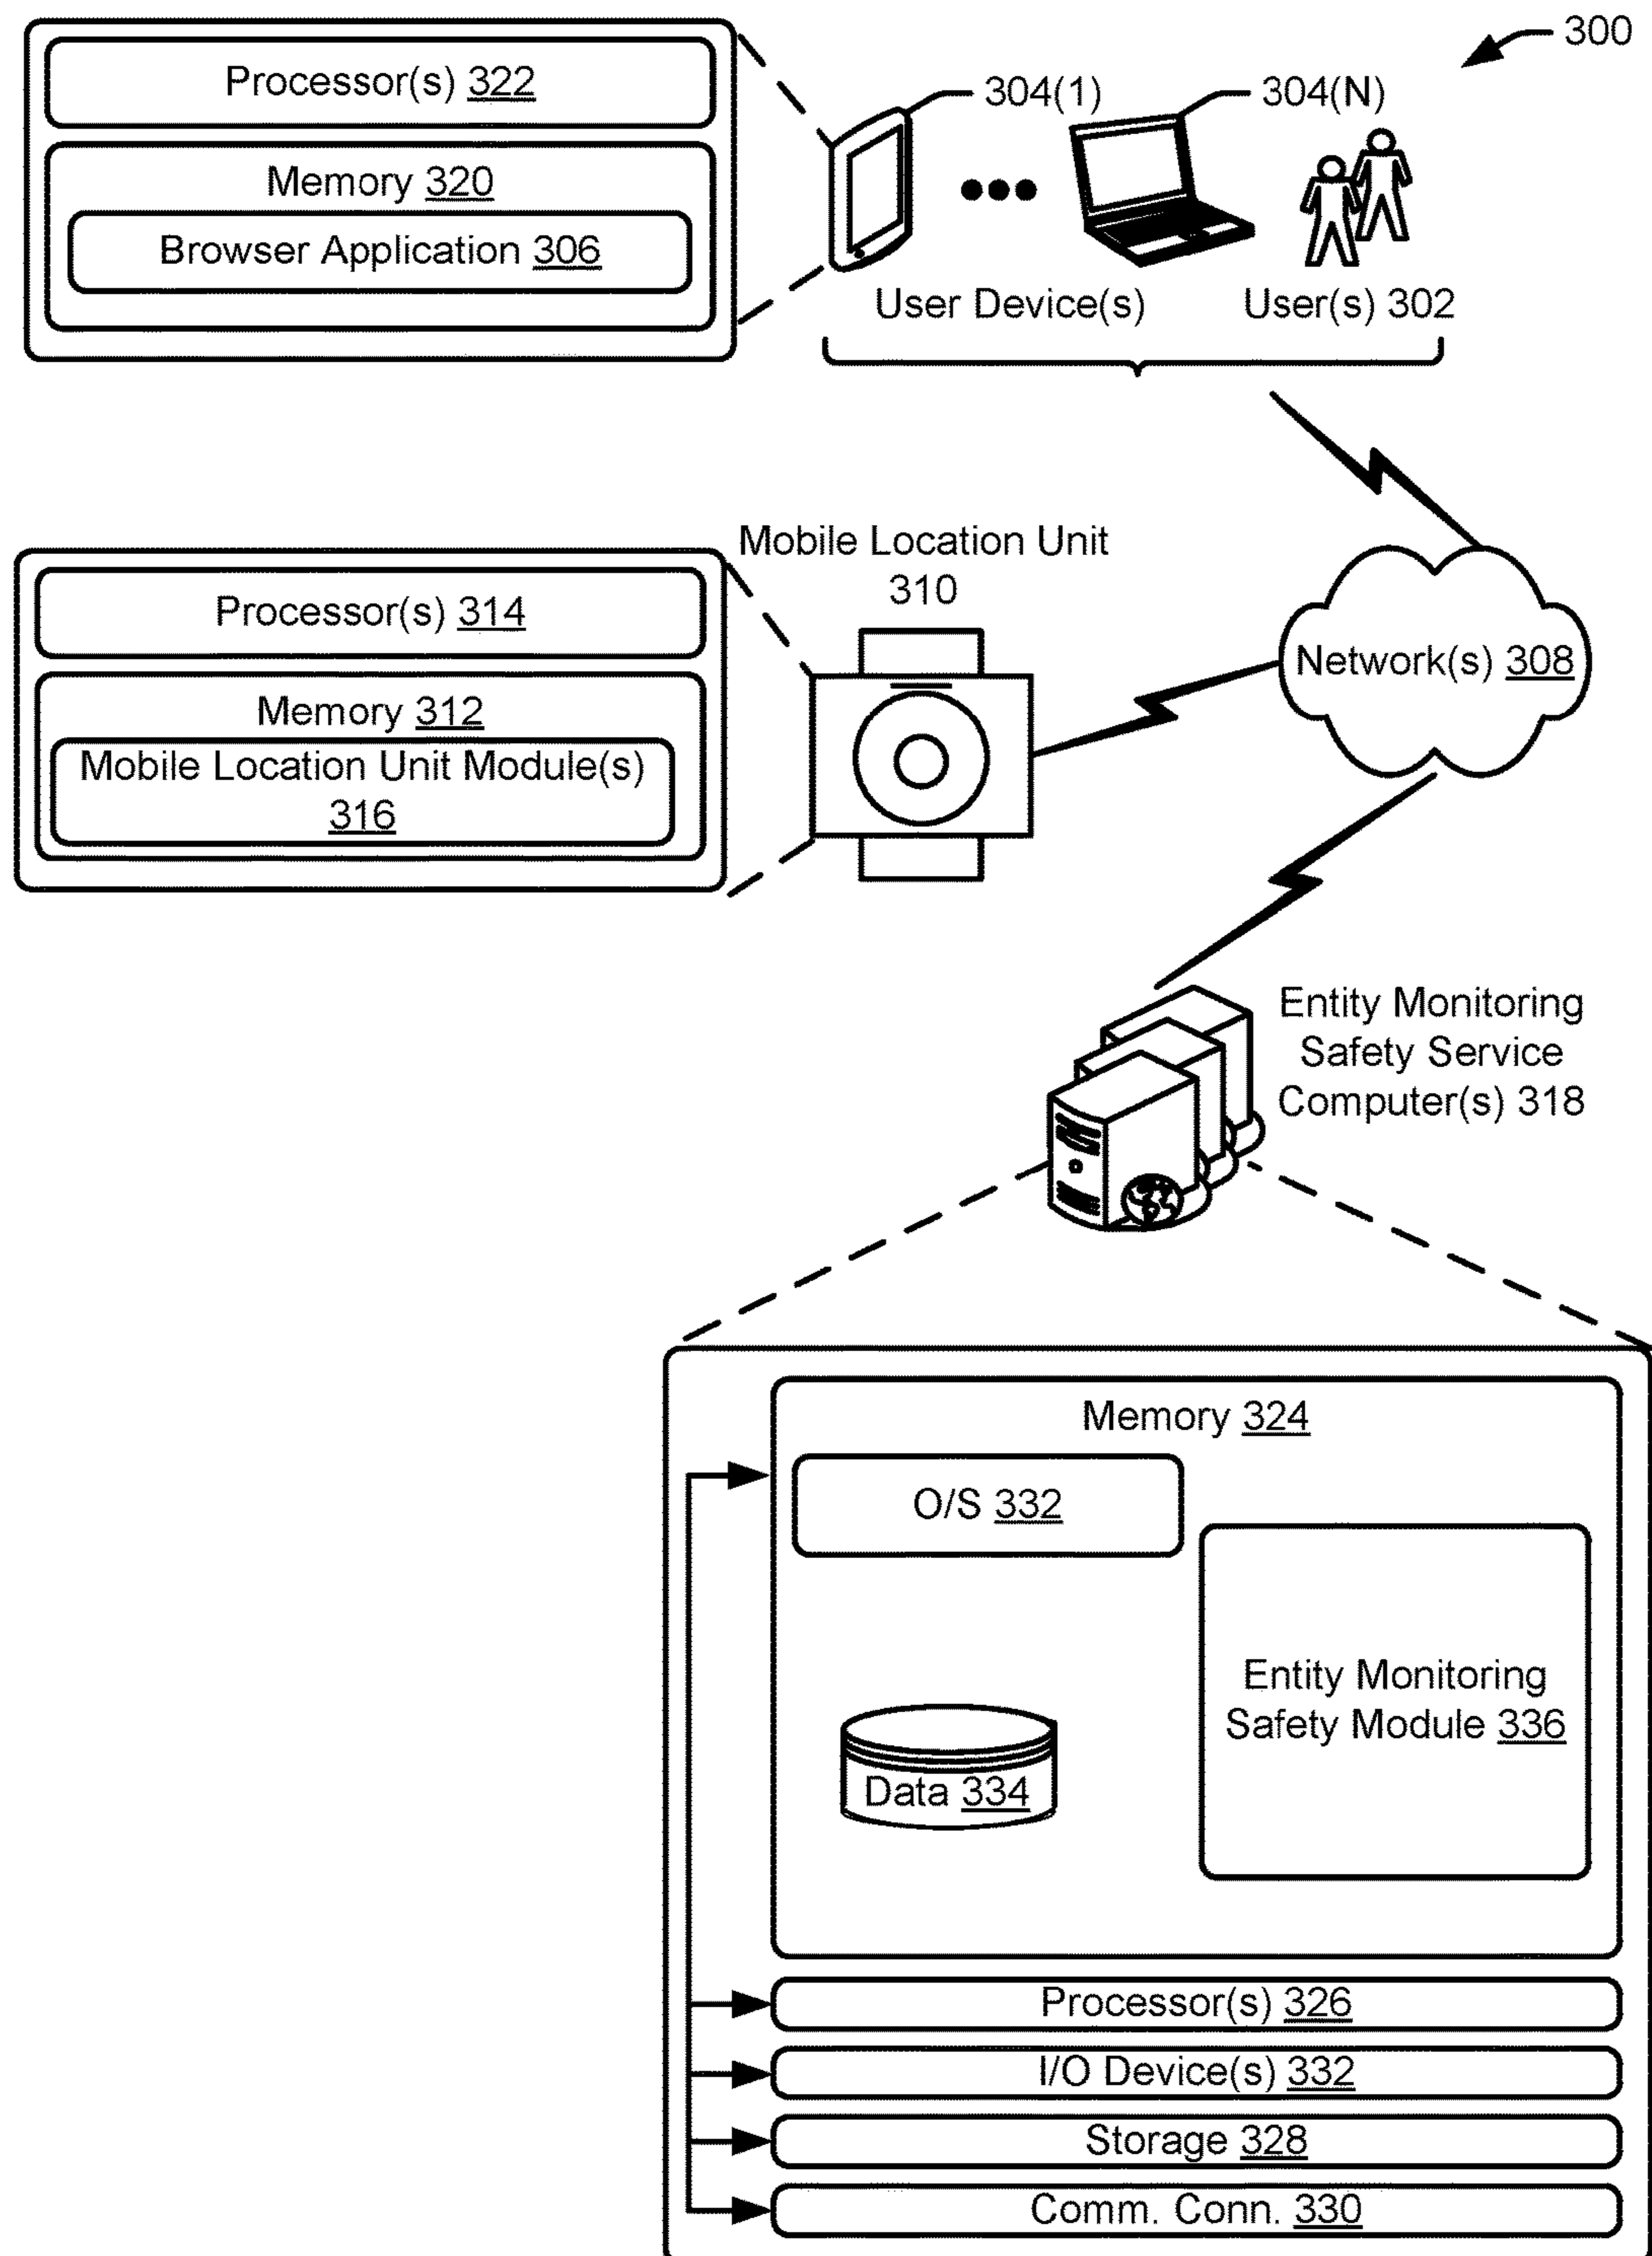 300
Processor(s) 322
Memory 320
Browser Application 306
304(1)
304(N)
User Device(s)
User(s) 302
Mobile Location Unit
310
Processor(s) 314
Memory 312
Mobile Location Unit Module(s)
316
Network(s) 308
Entity Monitoring
Safety Service
Computer(s) 318
Memory 324
O/S 332
Entity Monitoring
Safety Module 336
Data 334
Processor(s) 326
I/O Device(s) 332
Storage 328
Comm. Conn. 330